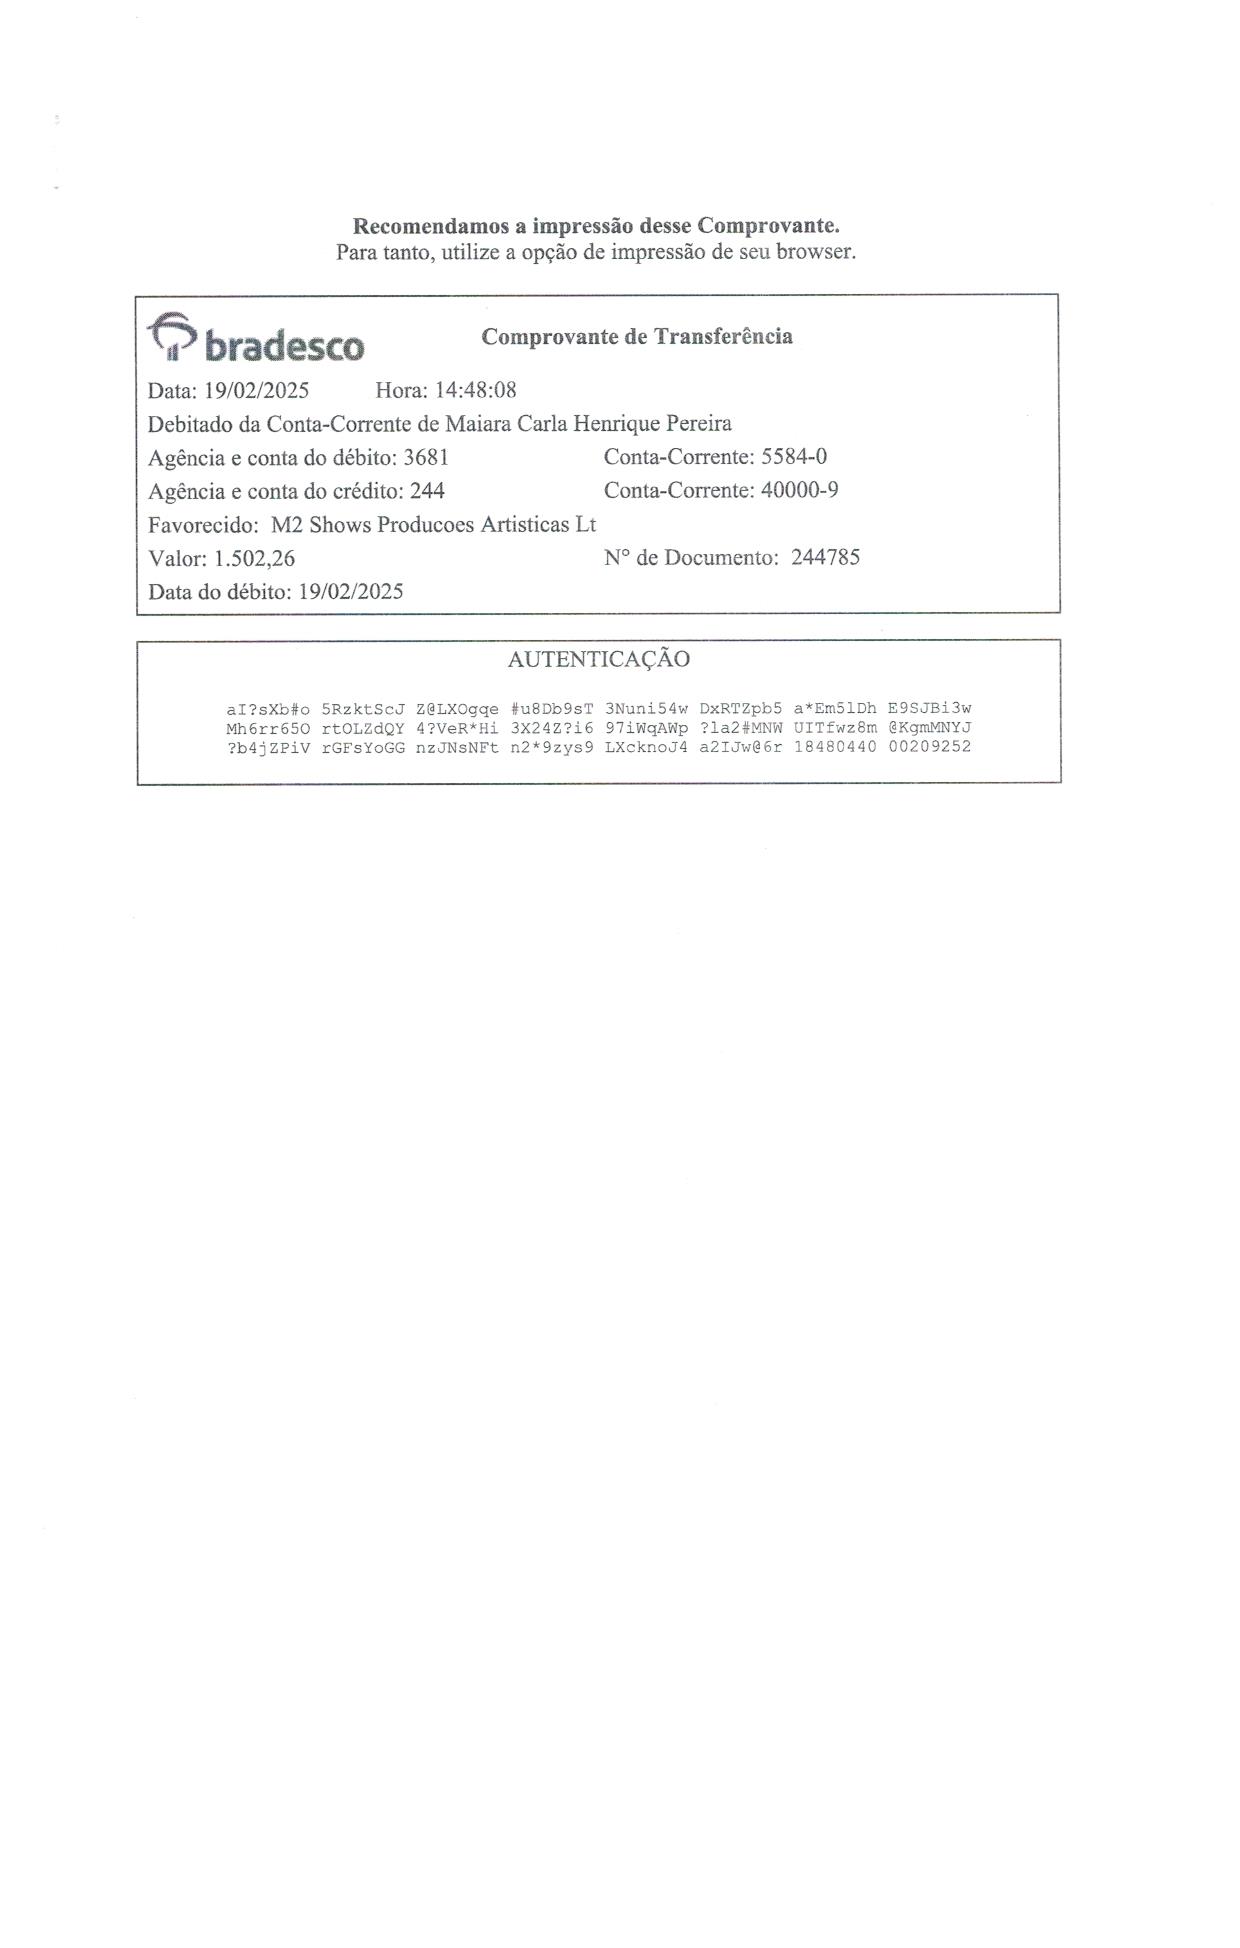 Recomendamos a impressão desse Comprovante.
Para tanto, utilize a opção de impressão de seu browser.
bradesco
Comprovante de Transferência
Data: 19/02/2025 Hora: 14:48:08
Debitado da Conta-Corrente de Maiara Carla Henrique Pereira
Agência e conta do débito: 3681 Conta-Corrente: 5584-0
Agência e conta do crédito: 244 Conta-Corrente: 40000-9
Favorecido: M2 Shows Producoes Artisticas Lt
Valor: 1.502,26 N° de Documento: 244785
Data do débito: 19/02/2025
AUTENTICAÇÃO
aI?sXb#o 5RzktScJ Z@LXOgqe #u8Db9sT 3Nuni54w DxRTZpb5 a*Em5lDh E9SJBi3w
Mh6rr65O rtOLZdQY 4?VeR*Hi 3X24Z?i6 97iWqAWp ?la2#MNW UITfwz8m @KgmMNYJ
?b4jZPiV rGFsYoGG nzJNsNFt n2*9zys9 LXcknoJ4 a2IJw@6r 18480440 00209252